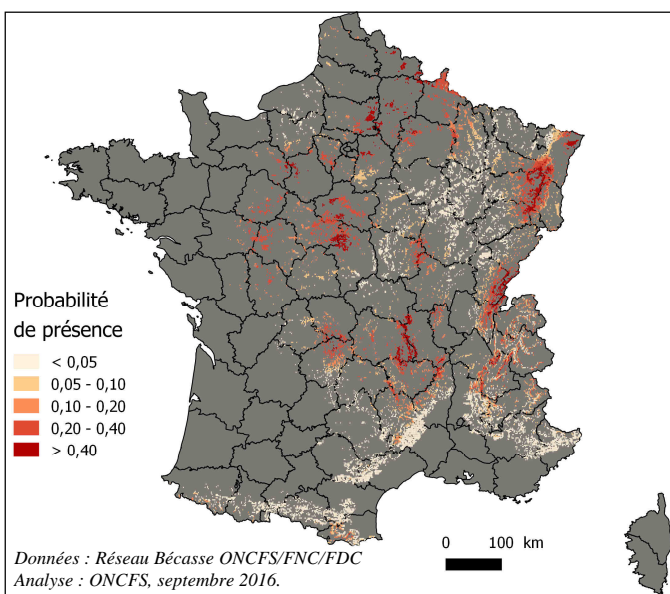 Probabilité
de présence
< 0,05
0,05 - 0,10
0,10 - 0,20
0,20 - 0,40
> 0,40
Données : Réseau Bécasse ONCFS/FNC/FDC
Analyse : ONCFS, septembre 2016.
0 100 km